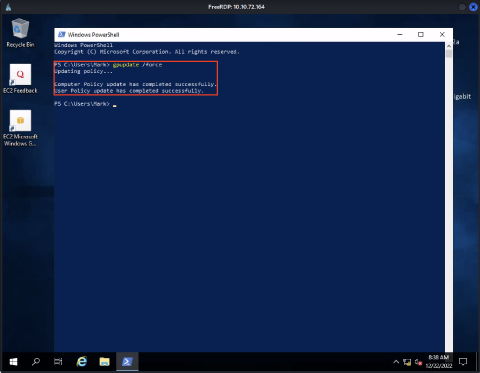 FreeRDP: 10.10.72.164
Recycle Bin
EC2 Feedback
EC2 Microsoft
Windows G...
Windows PowerShell
Windows PowerShell
Copyright (C) Microsoft Corporation. All rights reserved.
PS C:\Users\Mark> gpupdate /force
Updating policy...
Computer Policy update has completed successfully.
User Policy update has completed successfully.
PS C:\Users\Mark> _
igabit
8:38 AM
12/22/2022